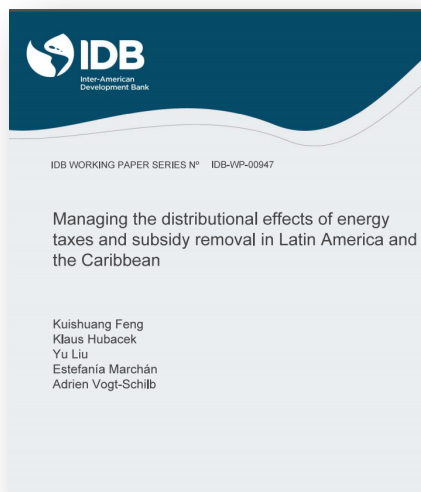 IDB
Inter-American
Development Bank
IDB WORKING PAPER SERIES Nº IDB-WP-00947
Managing the distributional effects of energy
taxes and subsidy removal in Latin America and
the Caribbean
Kuishuang Feng
Klaus Hubacek
Yu Liu
Estefanía Marchán
Adrien Vogt-Schilb